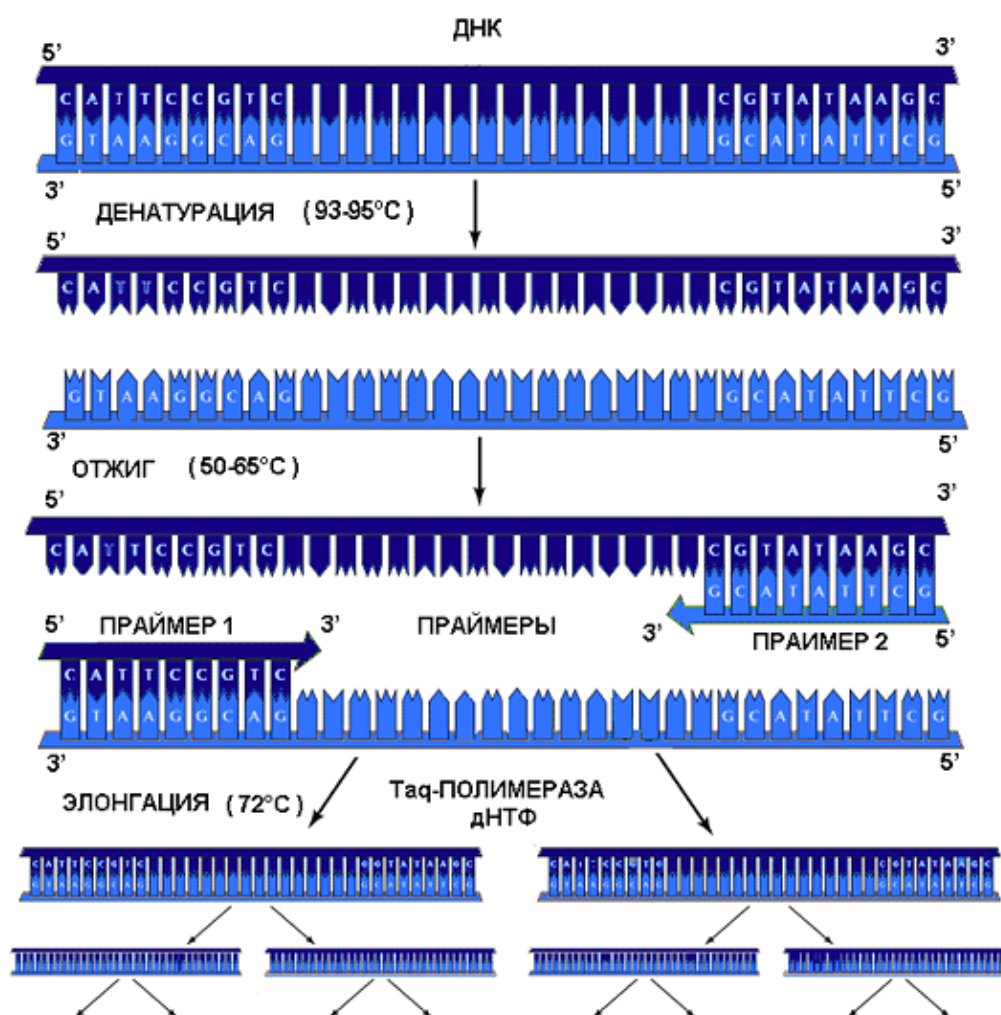 ДНК
5’ 3’
C A T T C C G T C C G T A T A A G C
G T A A G G C A G G C A T A T T C G
3’ 5’
ДЕНАТУРАЦИЯ (93-95°C)
5’ 3’
C A T T C C G T C C G T A T A A G C
G T A A G G C A G G C A T A T T C G
3’ 5’
ОТЖИГ (50-65°C)
5’ 3’
C A T T C C G T C C G T A T A A G C
G C A T A T T C G
5’ ПРАЙМЕР 1 3’ ПРАЙМЕРЫ 3’ ПРАИМЕР 2 5’
C A T T C C G T C
G T A A G G C A G G C A T A T T C G
3’ 5’
ЭЛОНГАЦИЯ (72°C) Taq-ПОЛИМЕРАЗА
дНТФ
C A T T C C G T C G G T A T A A G C
G T A A G G C A G G C A T A T T C G
C G T A T A A G C
G T A A G G C A G G C A T A T T C G